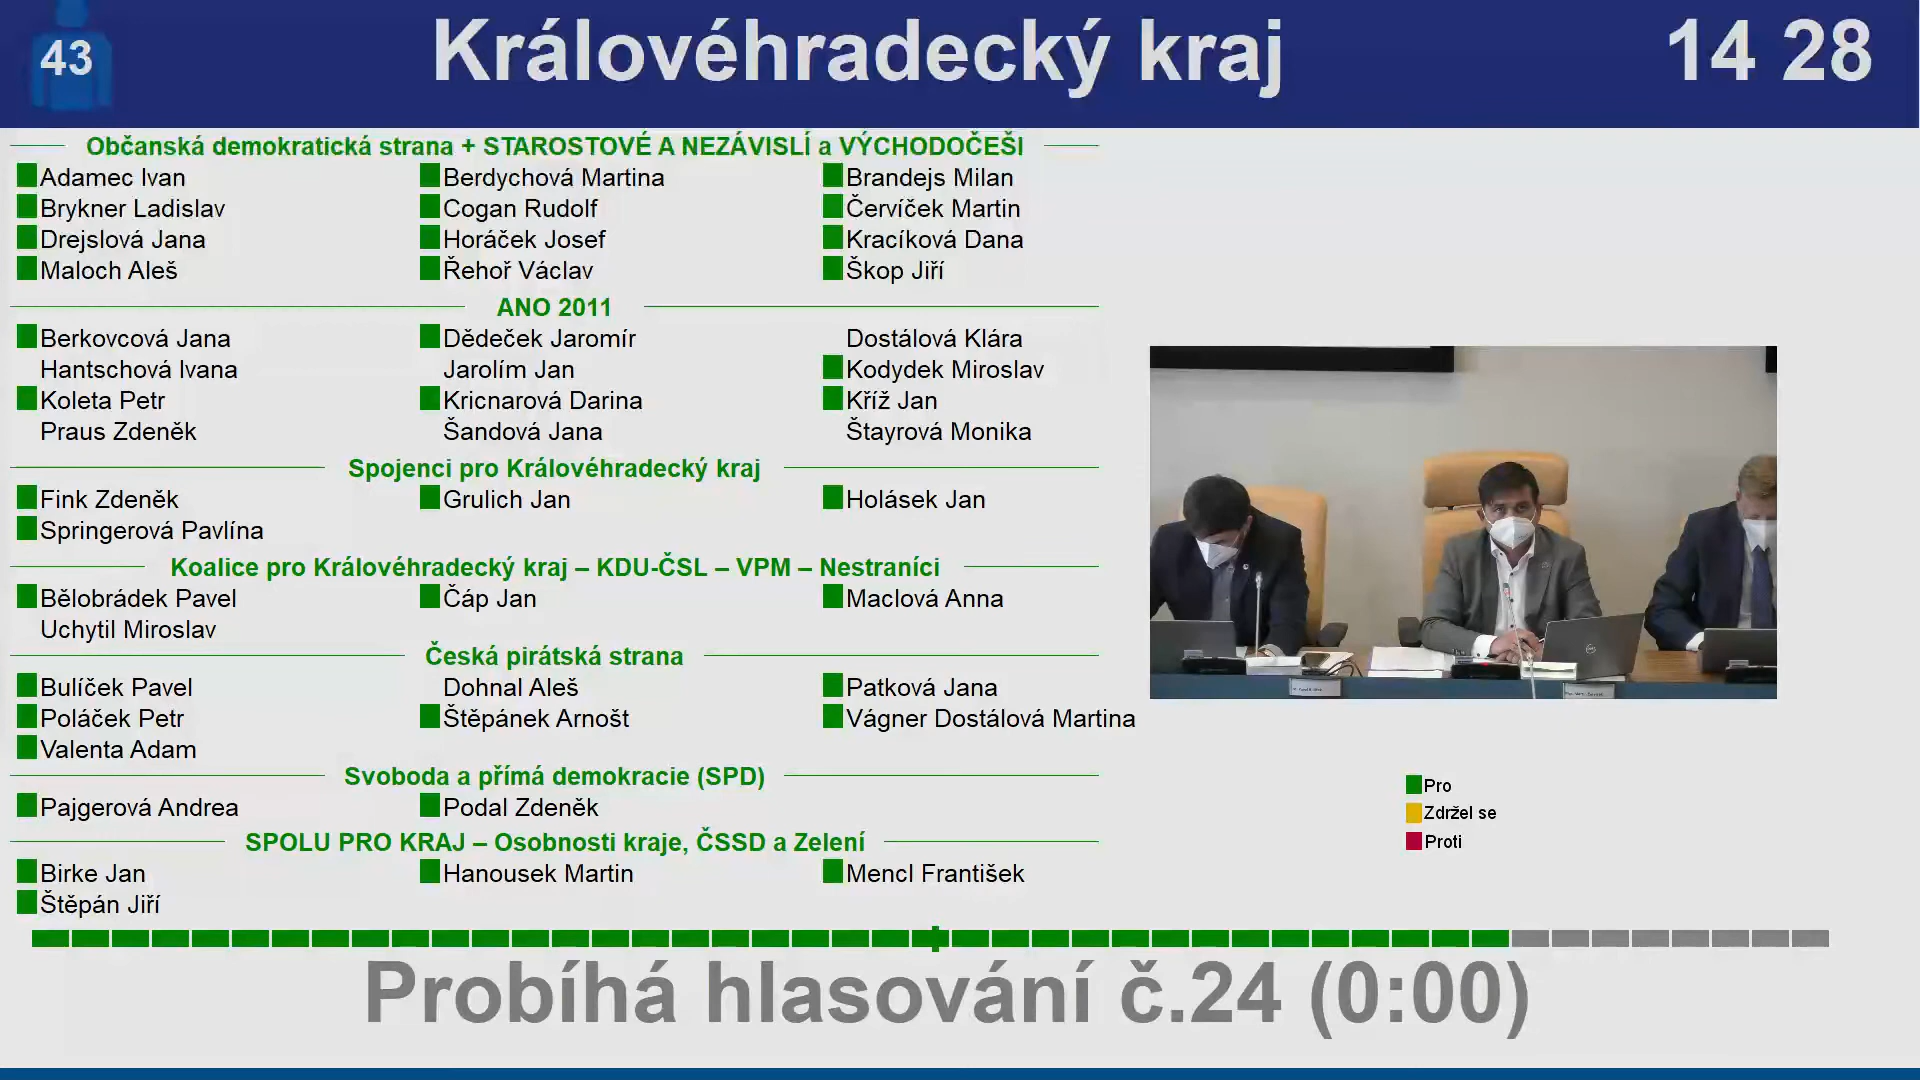 43 Královéhradecký kraj 14 28
Občanská demokratická strana + STAROSTOVÉ A NEZÁVISLÍ a VÝCHODOČEŠI
Adamec Ivan Berdychová Martina Brandejs Milan
Brykner Ladislav Cogan Rudolf Červíček Martin
Drejslová Jana Horáček Josef Kracíková Dana
Maloch Aleš Řehoř Václav Škop Jiří
ANO 2011
Berkovcová Jana Dědeček Jaromír Dostálová Klára
Hantschová Ivana Jarolím Jan Kodydek Miroslav
Koleta Petr Kricnarová Darina Kříž Jan
Praus Zdeněk Šandová Jana Štayrová Monika
Spojenci pro Královéhradecký kraj
Fink Zdeněk Grulich Jan Holásek Jan
Springerová Pavlína
Koalice pro Královéhradecký kraj – KDU-ČSL – VPM – Nestraníci
Bělobrádek Pavel Čáp Jan Maclová Anna
Uchytil Miroslav
Česká pirátská strana
Bulíček Pavel Dohnal Aleš Patková Jana
Poláček Petr Štěpánek Arnošt Vágner Dostálová Martina
Valenta Adam
Svoboda a přímá demokracie (SPD)
Pajgerová Andrea Podal Zdeněk
SPOLU PRO KRAJ – Osobnosti kraje, ČSSD a Zelení
Birke Jan Hanousek Martin Mencl František
Štěpán Jiří
Pro
Zdržel se
Proti
Probíhá hlasování č.24 (0:00)